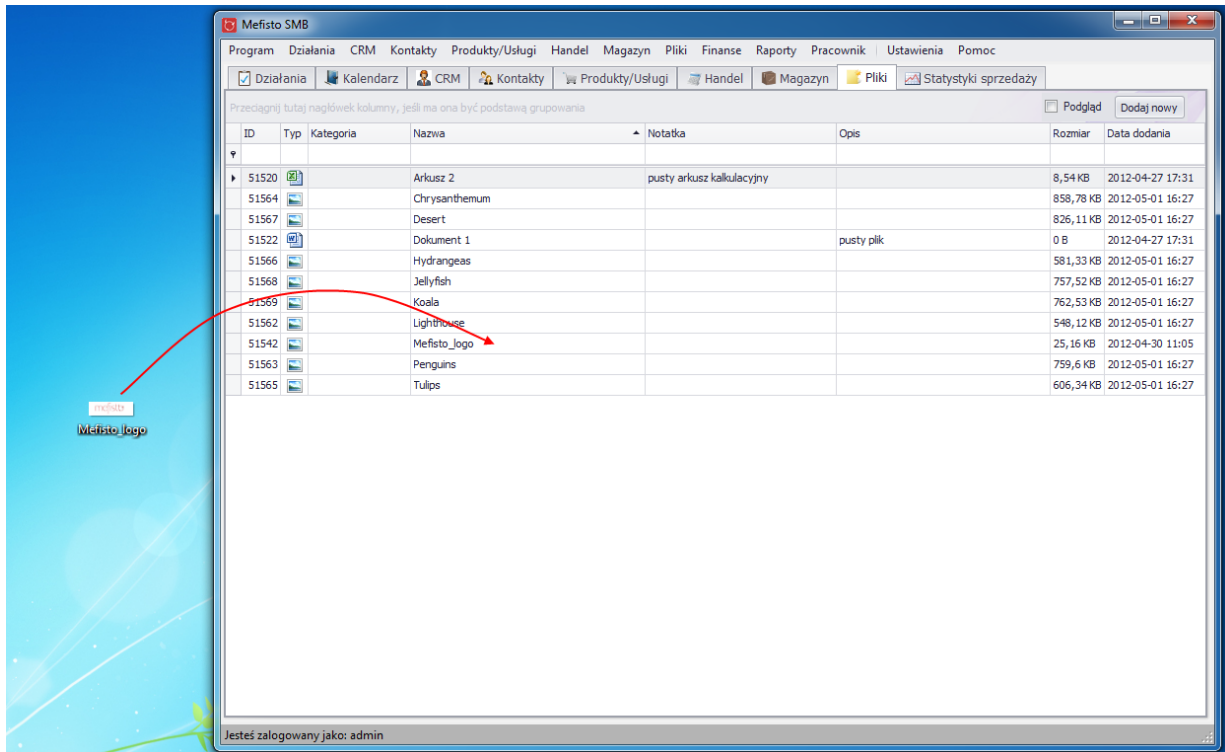 Mefisto SMB
Program Działania CRM Kontakty Produkty/Usługi Handel Magazyn Pliki Finanse Raporty Pracownik Ustawienia Pomoc
Działania Kalendarz CRM Kontakty Produkty/Usługi Handel Magazyn Pliki Statystyki sprzedaży
Przeciągnij tutaj nagłówek kolumny, jeśli ma ona być podstawą grupowania Podgląd Dodaj nowy
ID Typ Kategoria Nazwa Notatka Opis Rozmiar Data dodania
51520 Arkusz 2 pusty arkusz kalkulacyjny 8,54 KB 2012-04-27 17:31
51564 Chrysanthemum 858,78 KB 2012-05-01 16:27
51567 Desert 826,11 KB 2012-05-01 16:27
51522 Dokument 1 pusty plik 0 B 2012-04-27 17:31
51566 Hydrangeas 581,33 KB 2012-05-01 16:27
51568 Jellyfish 757,52 KB 2012-05-01 16:27
51569 Koala 762,53 KB 2012-05-01 16:27
51562 Lighthouse 548,12 KB 2012-05-01 16:27
51542 Mefisto_logo 25,16 KB 2012-04-30 11:05
51563 Penguins 759,6 KB 2012-05-01 16:27
51565 Tulips 606,34 KB 2012-05-01 16:27
mefisto
Mefisto_logo
Jesteś zalogowany jako: admin